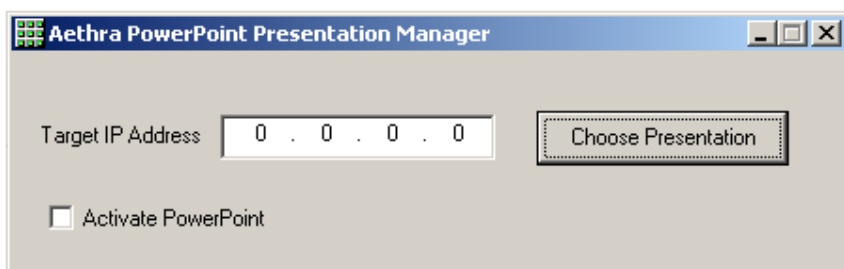 Aethra PowerPoint Presentation Manager
Target IP Address 0 . 0 . 0 . 0 Choose Presentation
Activate PowerPoint